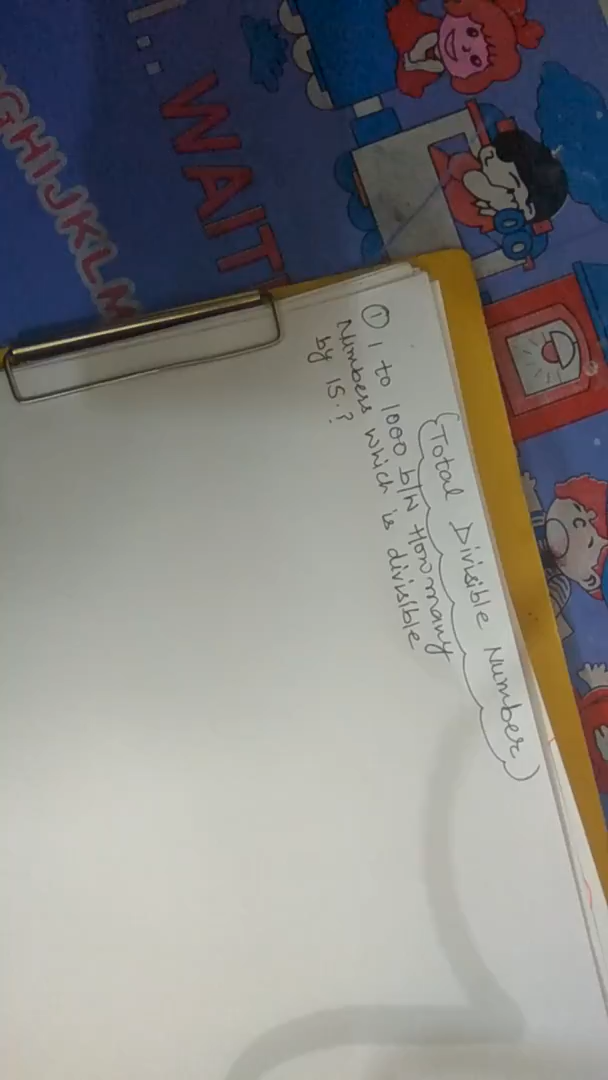 (Total Divisible Number)
① 1 to 1000 b/w How many
Numbers which is divisible
by 15.?
... WAIT
GHIJKLM